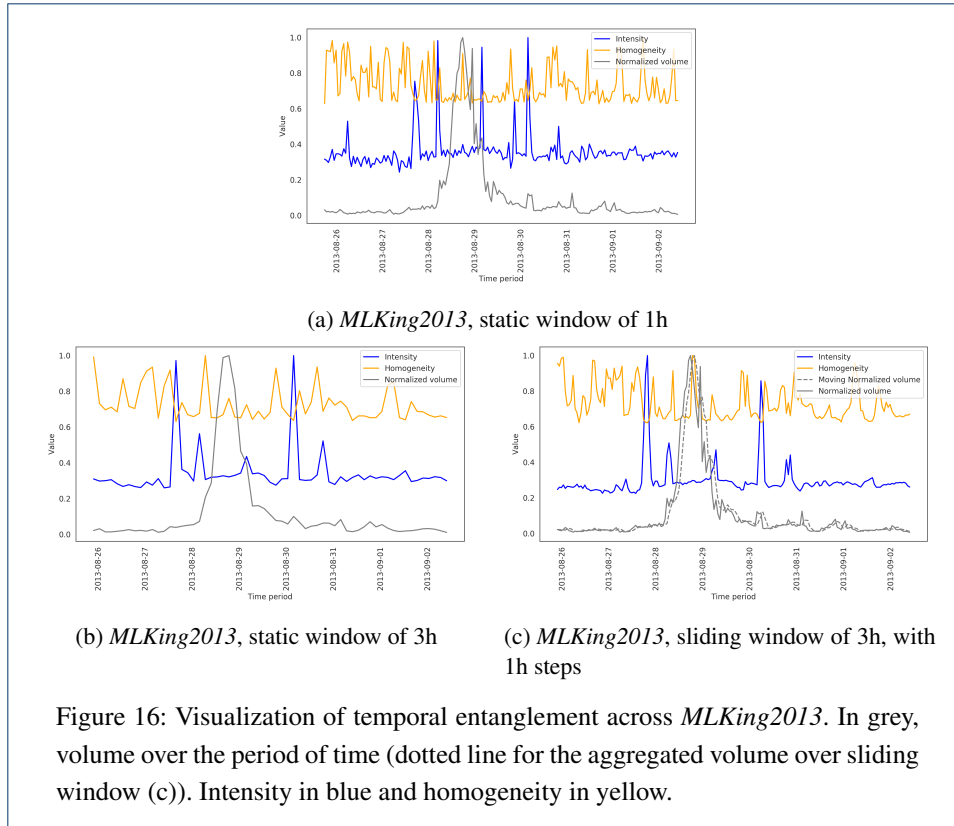 1.0
0.8
0.6
0.4
0.2
0.0
Value
Intensity
Homogeneity
Normalized volume
2013-08-26
2013-08-27
2013-08-28
2013-08-29
2013-08-30
2013-08-31
2013-09-01
2013-09-02
Time period
(a) MLKing2013, static window of 1h
1.0
0.8
0.6
0.4
0.2
0.0
Value
Intensity
Homogeneity
Normalized volume
2013-08-26
2013-08-27
2013-08-28
2013-08-29
2013-08-30
2013-08-31
2013-09-01
2013-09-02
Time period
(b) MLKing2013, static window of 3h
1.0
0.8
0.6
0.4
0.2
0.0
Value
Intensity
Homogeneity
Moving Normalized volume
Normalized volume
2013-08-26
2013-08-27
2013-08-28
2013-08-29
2013-08-30
2013-08-31
2013-09-01
2013-09-02
Time period
(c) MLKing2013, sliding window of 3h, with
1h steps
Figure 16: Visualization of temporal entanglement across MLKing2013. In grey,
volume over the period of time (dotted line for the aggregated volume over sliding
window (c)). Intensity in blue and homogeneity in yellow.